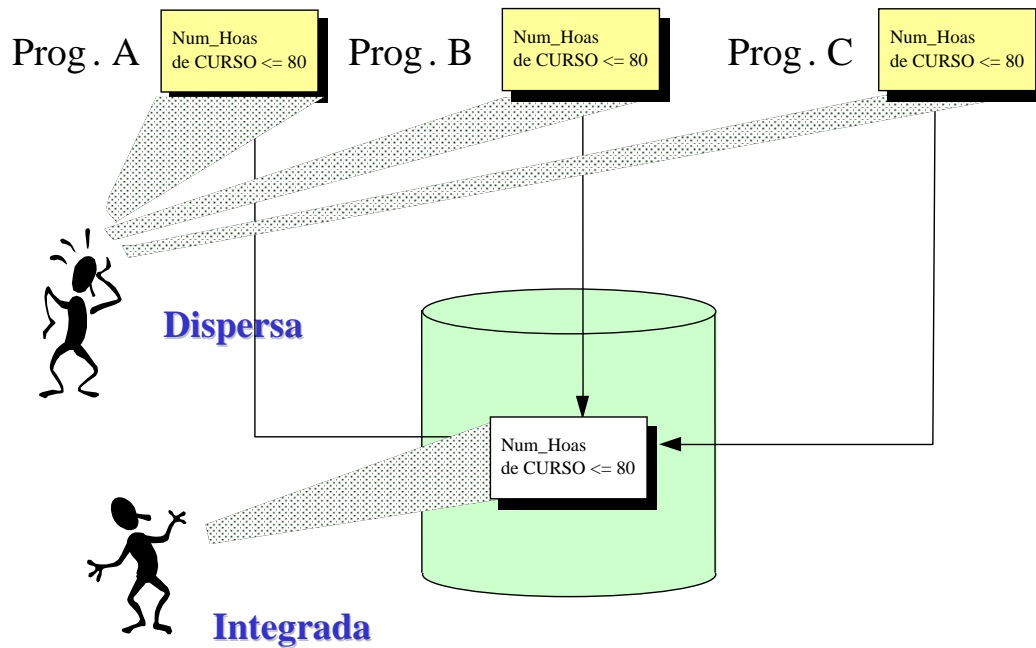 Prog. A
Num_Hoas
de CURSO <= 80
Prog. B
Num_Hoas
de CURSO <= 80
Prog. C
Num_Hoas
de CURSO <= 80
Dispersa
Num_Hoas
de CURSO <= 80
Integrada